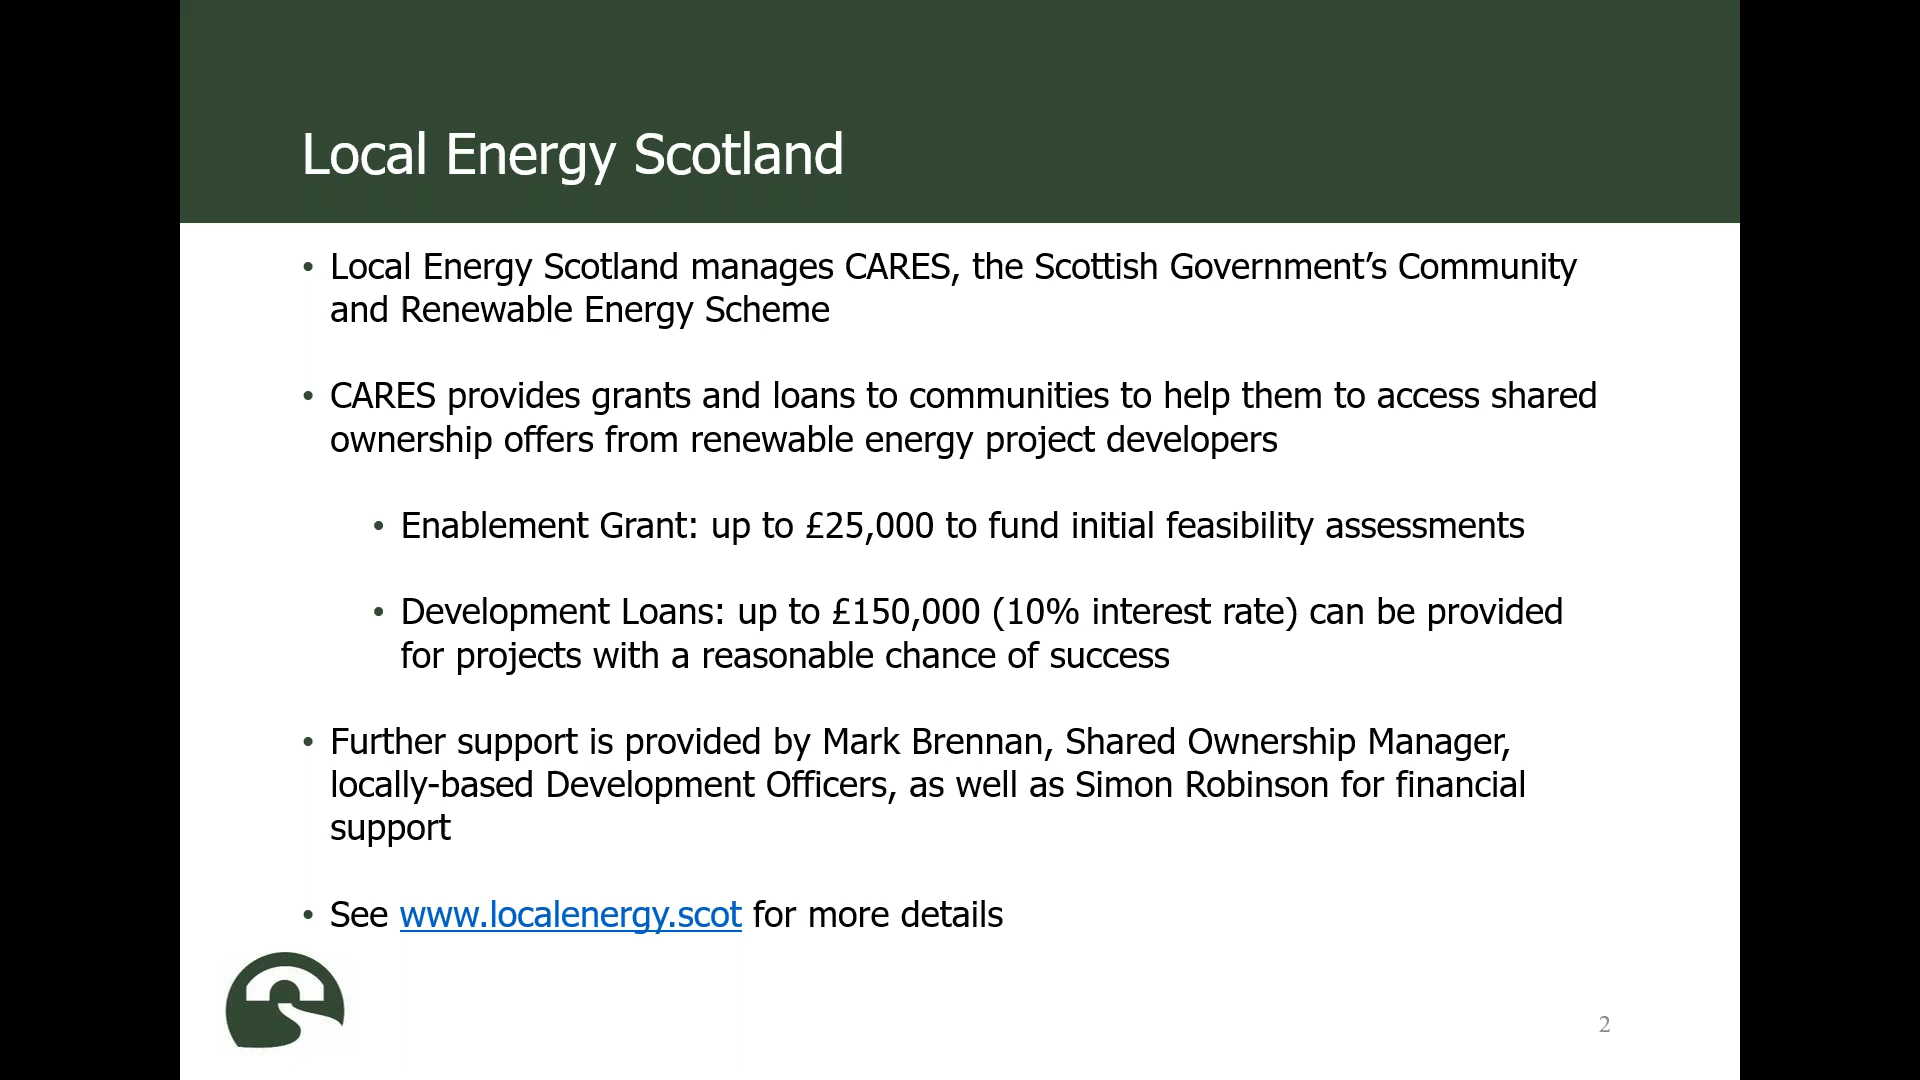 Local Energy Scotland
• Local Energy Scotland manages CARES, the Scottish Government’s Community
and Renewable Energy Scheme
• CARES provides grants and loans to communities to help them to access shared
ownership offers from renewable energy project developers
• Enablement Grant: up to £25,000 to fund initial feasibility assessments
• Development Loans: up to £150,000 (10% interest rate) can be provided
for projects with a reasonable chance of success
• Further support is provided by Mark Brennan, Shared Ownership Manager,
locally-based Development Officers, as well as Simon Robinson for financial
support
• See www.localenergy.scot for more details
2